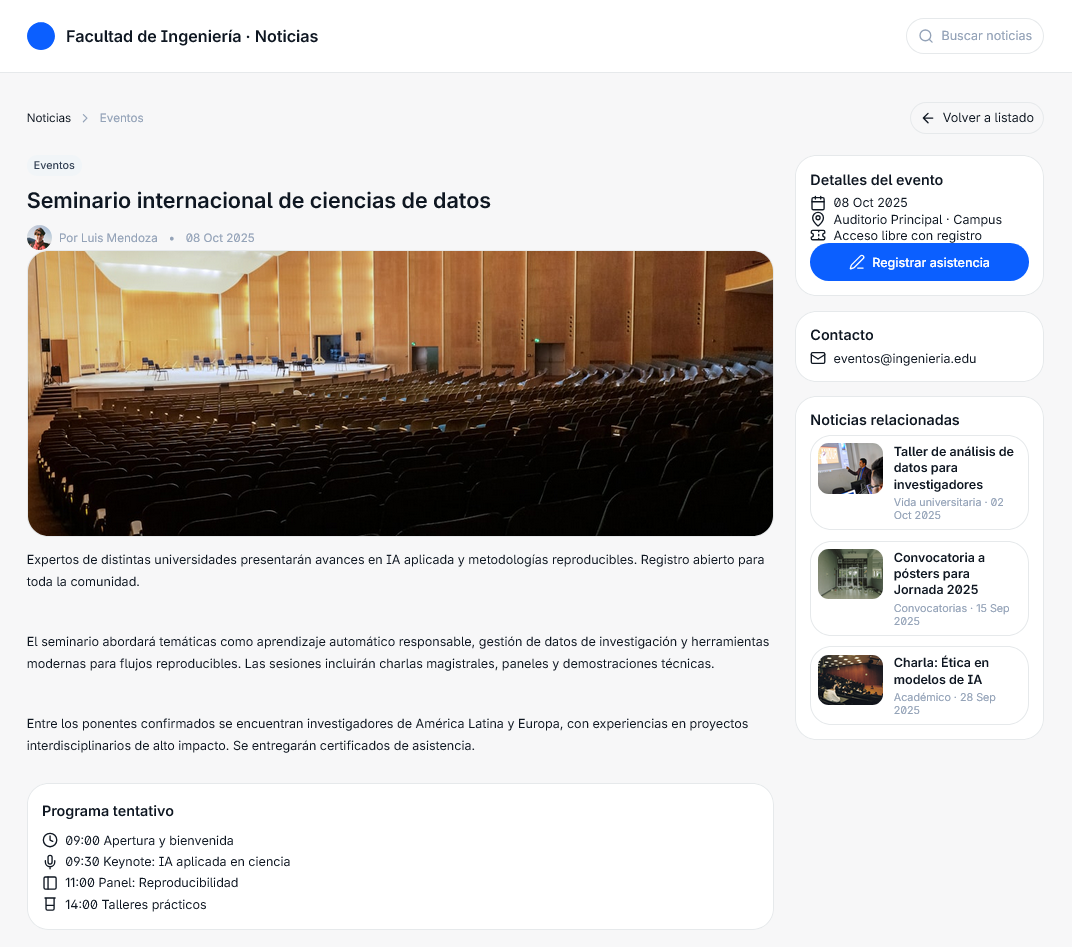 Facultad de Ingeniería · Noticias
Buscar noticias
Noticias
Eventos
Volver a listado
Eventos
Seminario internacional de ciencias de datos
Por Luis Mendoza • 08 Oct 2025
Expertos de distintas universidades presentarán avances en IA aplicada y metodologías reproducibles. Registro abierto para
toda la comunidad.
El seminario abordará temáticas como aprendizaje automático responsable, gestión de datos de investigación y herramientas
modernas para flujos reproducibles. Las sesiones incluirán charlas magistrales, paneles y demostraciones técnicas.
Entre los ponentes confirmados se encuentran investigadores de América Latina y Europa, con experiencias en proyectos
interdisciplinarios de alto impacto. Se entregarán certificados de asistencia.
Programa tentativo
09:00 Apertura y bienvenida
09:30 Keynote: IA aplicada en ciencia
11:00 Panel: Reproducibilidad
14:00 Talleres prácticos
Detalles del evento
08 Oct 2025
Auditorio Principal · Campus
Acceso libre con registro
Registrar asistencia
Contacto
eventos@ingenieria.edu
Noticias relacionadas
Taller de análisis de
datos para
investigadores
Vida universitaria · 02
Oct 2025
Convocatoria a
pósters para
Jornada 2025
Convocatorias · 15 Sep
2025
Charla: Ética en
modelos de IA
Académico · 28 Sep
2025